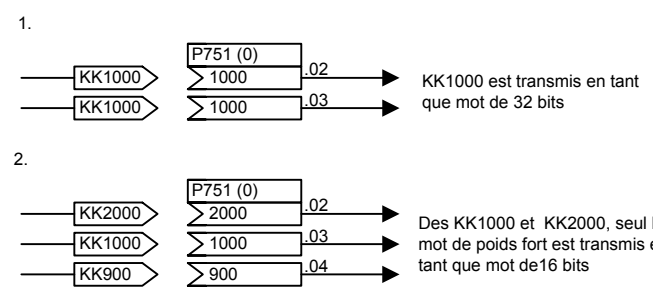 1.
P751 (0)
KK1000 1000 .02
KK1000 1000 .03
KK1000 est transmis en tant
que mot de 32 bits
2.
P751 (0)
KK2000 2000 .02
KK1000 1000 .03
KK900 900 .04
Des KK1000 et KK2000, seul
mot de poids fort est transmis
tant que mot de16 bits